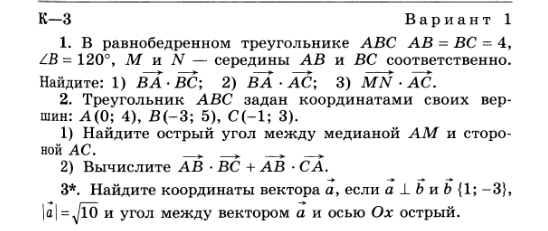 К—3 Вариант 1
1. В равнобедренном треугольнике ABC AB = BC = 4,
∠B = 120°, M и N — середины AB и BC соответственно.
Найдите: 1) \(\overrightarrow{BA} \cdot \overrightarrow{BC}\); 2) \(\overrightarrow{BA} \cdot \overrightarrow{AC}\); 3) \(\overrightarrow{MN} \cdot \overrightarrow{AC}\).
2. Треугольник ABC задан координатами своих вер-
шин: A(0; 4), B(-3; 5), C(-1; 3).
1) Найдите острый угол между медианой AM и сторо-
ной AC.
2) Вычислите \(\overrightarrow{AB} \cdot \overrightarrow{BC} + \overrightarrow{AB} \cdot \overrightarrow{CA}\).
3*. Найдите координаты вектора \(\vec{a}\), если \(\vec{a} \perp \vec{b}\) и \(\vec{b}\) {1; -3},
\(|\vec{a}| = \sqrt{10}\) и угол между вектором \(\vec{a}\) и осью Ox острый.